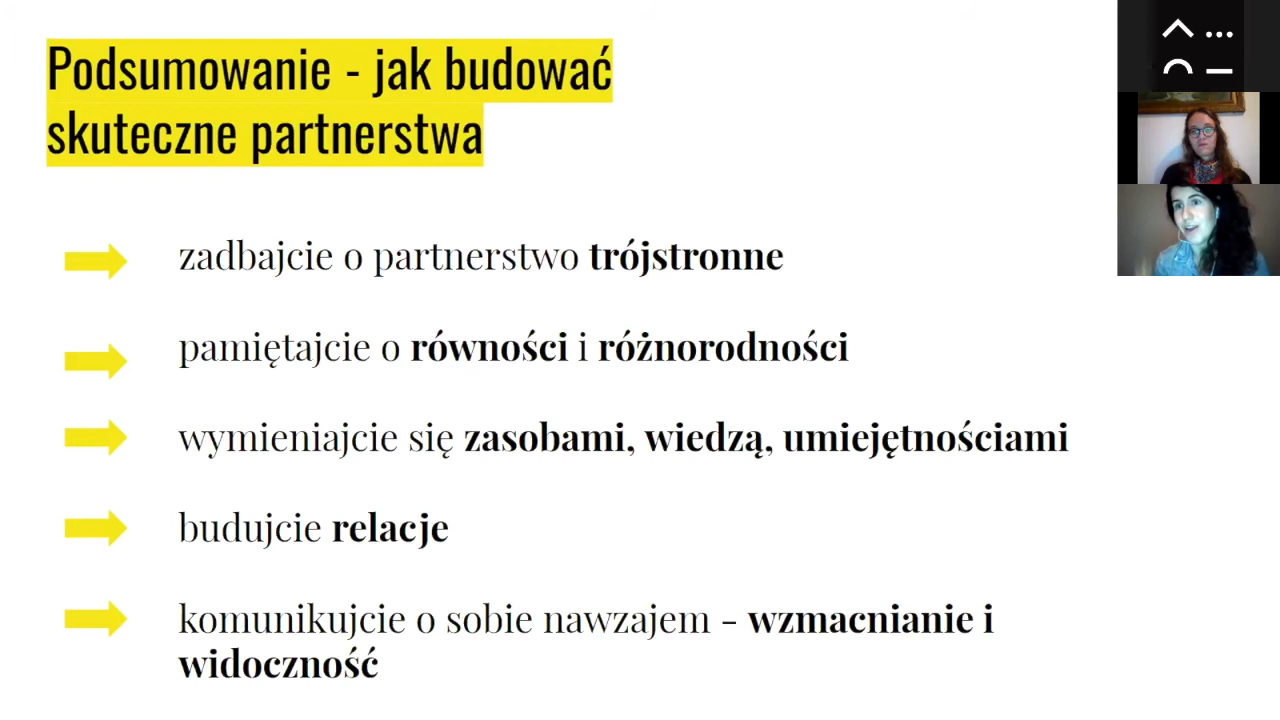 Podsumowanie - jak budować
skuteczne partnerstwa
zadbajcie o partnerstwo trójstronne
pamiętajcie o równości i różnorodności
wymieniajcie się zasobami, wiedzą, umiejętnościami
budujcie relacje
komunikujcie o sobie nawzajem - wzmacnianie i
widoczność